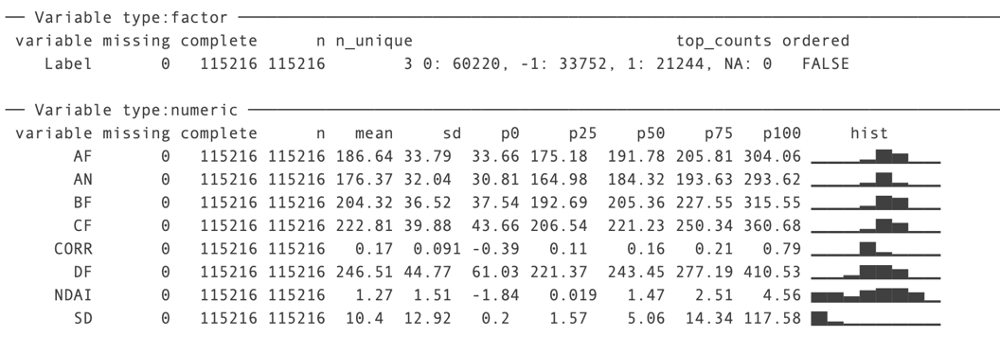 ── Variable type:factor ──
variable missing complete n n_unique top_counts ordered
Label 0 115216 115216 3 0: 60220, -1: 33752, 1: 21244, NA: 0 FALSE
── Variable type:numeric ──
variable missing complete n mean sd p0 p25 p50 p75 p100 hist
AF 0 115216 115216 186.64 33.79 33.66 175.18 191.78 205.81 304.06
AN 0 115216 115216 176.37 32.04 30.81 164.98 184.32 193.63 293.62
BF 0 115216 115216 204.32 36.52 37.54 192.69 205.36 227.55 315.55
CF 0 115216 115216 222.81 39.88 43.66 206.54 221.23 250.34 360.68
CORR 0 115216 115216 0.17 0.091 -0.39 0.11 0.16 0.21 0.79
DF 0 115216 115216 246.51 44.77 61.03 221.37 243.45 277.19 410.53
NDAI 0 115216 115216 1.27 1.51 -1.84 0.019 1.47 2.51 4.56
SD 0 115216 115216 10.4 12.92 0.2 1.57 5.06 14.34 117.58